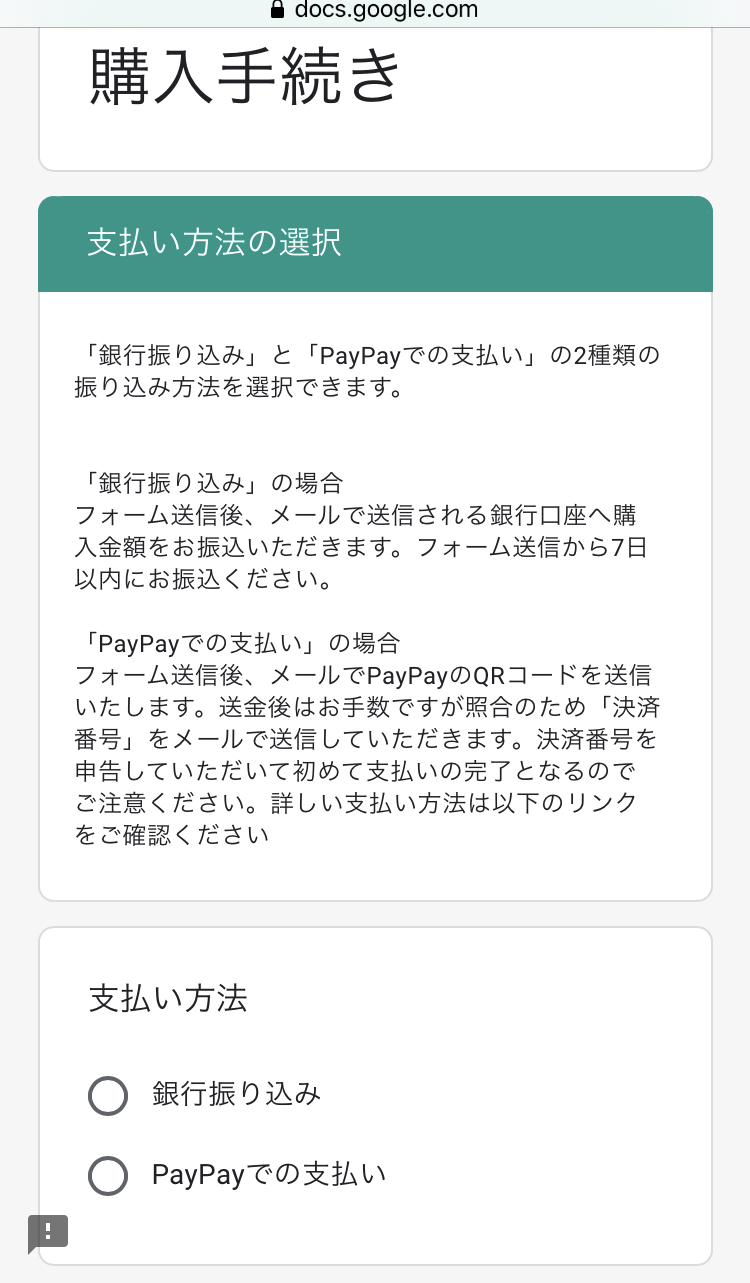 docs.google.com
購入手続き
支払い方法の選択
「銀行振り込み」と「PayPayでの支払い」の2種類の
振り込み方法を選択できます。
「銀行振り込み」の場合
フォーム送信後、メールで送信される銀行口座へ購
入金額をお振込いただきます。フォーム送信から7日
以内にお振込ください。
「PayPayでの支払い」の場合
フォーム送信後、メールでPayPayのQRコードを送信
いたします。送金後はお手数ですが照合のため「決済
番号」をメールで送信していただきます。決済番号を
申告していただいて初めて支払いの完了となるので
ご注意ください。詳しい支払い方法は以下のリンク
をご確認ください
支払い方法
銀行振り込み
PayPayでの支払い